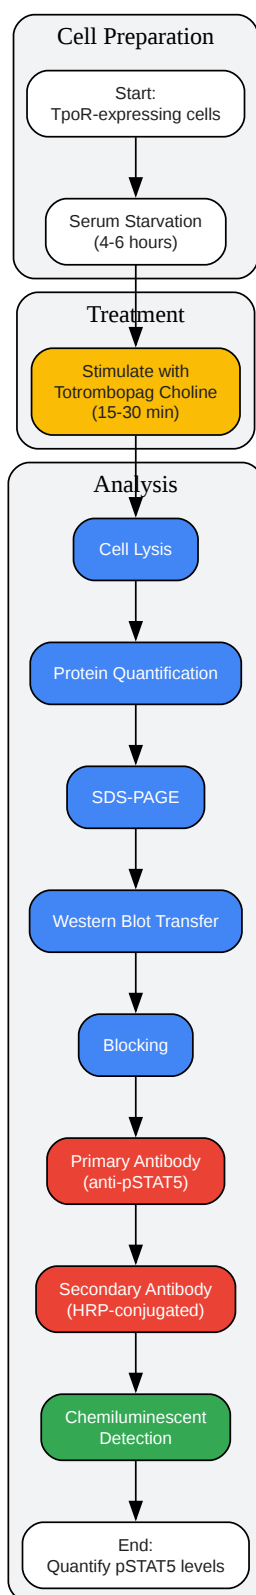 Cell Preparation
Start:
TpoR-expressing cells
Serum Starvation
(4-6 hours)
Treatment
Stimulate with
Totrombopag Choline
(15-30 min)
Analysis
Cell Lysis
Protein Quantification
SDS-PAGE
Western Blot Transfer
Blocking
Primary Antibody
(anti-pSTAT5)
Secondary Antibody
(HRP-conjugated)
Chemiluminescent
Detection
End:
Quantify pSTAT5 levels